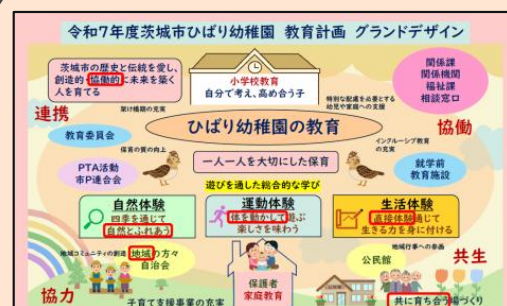 令和7年度茨城市ひばり幼稚園 教育計画 グランドデザイン
茨城市の歴史と伝統を愛し、
創造的・協働的に未来を築く
人を育てる
小学校教育
自分で考え、高め合う子
関係課
関係機関
福祉課
相談窓口
連携
架け橋期の充実
特別な配慮を必要とする
幼児や家庭への支援
協働
ひばり幼稚園の教育
教育委員会
保育の質の向上
インクルーシブ教育
の充実
PTA活動
市P連合会
一人一人を大切にした保育
就学前
教育施設
遊びを通した総合的な学び
自然体験
四季を通じて
自然とふれあう
運動体験
体を動かして遊ぶ
楽しさを味わう
生活体験
直接体験通じて
生きる力を身に付ける
地域コミュニティの創造
地域の方々
自治会
地域行事への参画
公民館
共生
保護者
家庭教育
協力
子育て支援事業の充実
共に育ち合う場づくり